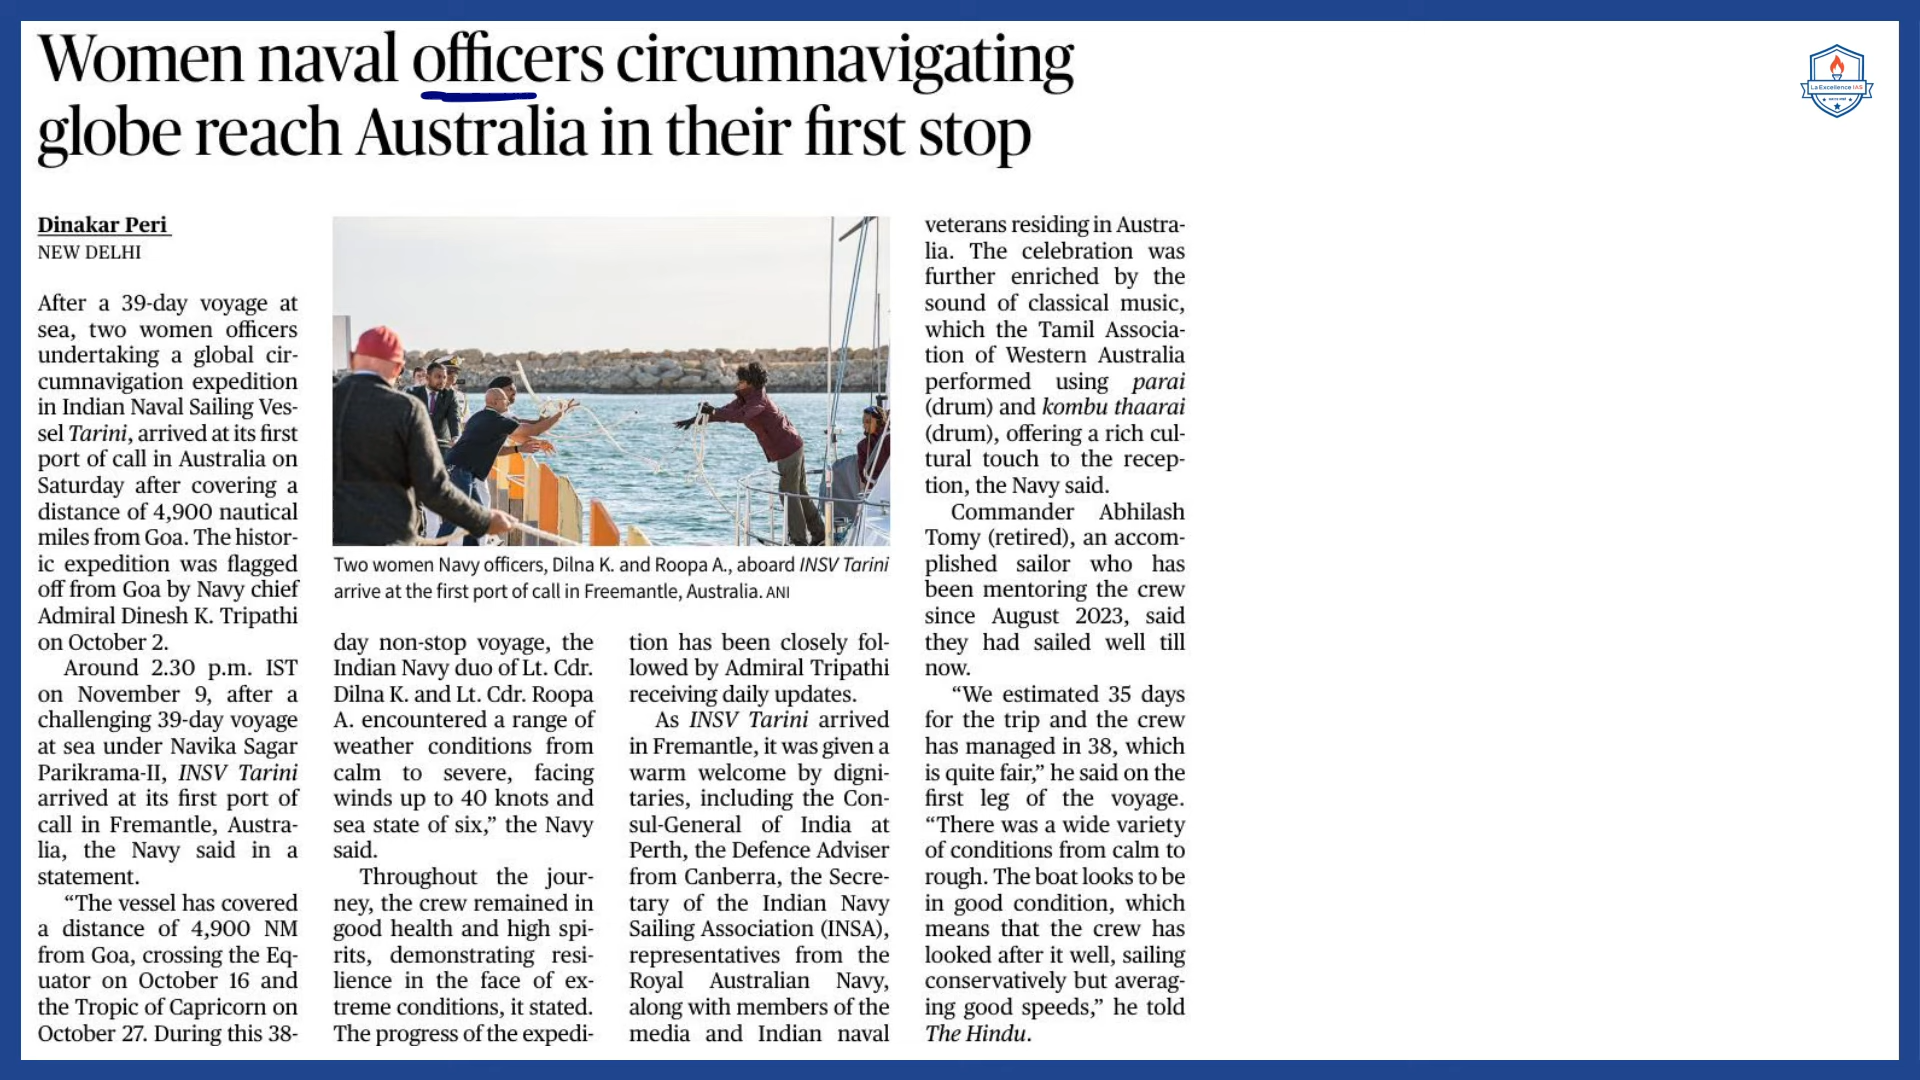 Women naval officers circumnavigating
globe reach Australia in their first stop
LaExcellence IAS
Dinakar Peri
NEW DELHI
After a 39-day voyage at
sea, two women officers
undertaking a global cir-
cumnavigation expedition
in Indian Naval Sailing Ves-
sel Tarini, arrived at its first
port of call in Australia on
Saturday after covering a
distance of 4,900 nautical
miles from Goa. The histor-
ic expedition was flagged
off from Goa by Navy chief
Admiral Dinesh K. Tripathi
on October 2.
Around 2.30 p.m. IST
on November 9, after a
challenging 39-day voyage
at sea under Navika Sagar
Parikrama-II, INSV Tarini
arrived at its first port of
call in Fremantle, Austra-
lia, the Navy said in a
statement.
“The vessel has covered
a distance of 4,900 NM
from Goa, crossing the Eq-
uator on October 16 and
the Tropic of Capricorn on
October 27. During this 38-
Two women Navy officers, Dilna K. and Roopa A., aboard INSV Tarini
arrive at the first port of call in Freemantle, Australia. ANI
day non-stop voyage, the
Indian Navy duo of Lt. Cdr.
Dilna K. and Lt. Cdr. Roopa
A. encountered a range of
weather conditions from
calm to severe, facing
winds up to 40 knots and
sea state of six,” the Navy
said.
Throughout the jour-
ney, the crew remained in
good health and high spi-
rits, demonstrating resi-
lience in the face of ex-
treme conditions, it stated.
The progress of the expedi-
tion has been closely fol-
lowed by Admiral Tripathi
receiving daily updates.
As INSV Tarini arrived
in Fremantle, it was given a
warm welcome by digni-
taries, including the Con-
sul-General of India at
Perth, the Defence Adviser
from Canberra, the Secre-
tary of the Indian Navy
Sailing Association (INSA),
representatives from the
Royal Australian Navy,
along with members of the
media and Indian naval
veterans residing in Austra-
lia. The celebration was
further enriched by the
sound of classical music,
which the Tamil Associa-
tion of Western Australia
performed using parai
(drum) and kombu thaarai
(drum), offering a rich cul-
tural touch to the recep-
tion, the Navy said.
Commander Abhilash
Tomy (retired), an accom-
plished sailor who has
been mentoring the crew
since August 2023, said
they had sailed well till
now.
“We estimated 35 days
for the trip and the crew
has managed in 38, which
is quite fair,” he said on the
first leg of the voyage.
“There was a wide variety
of conditions from calm to
rough. The boat looks to be
in good condition, which
means that the crew has
looked after it well, sailing
conservatively but averag-
ing good speeds,” he told
The Hindu.